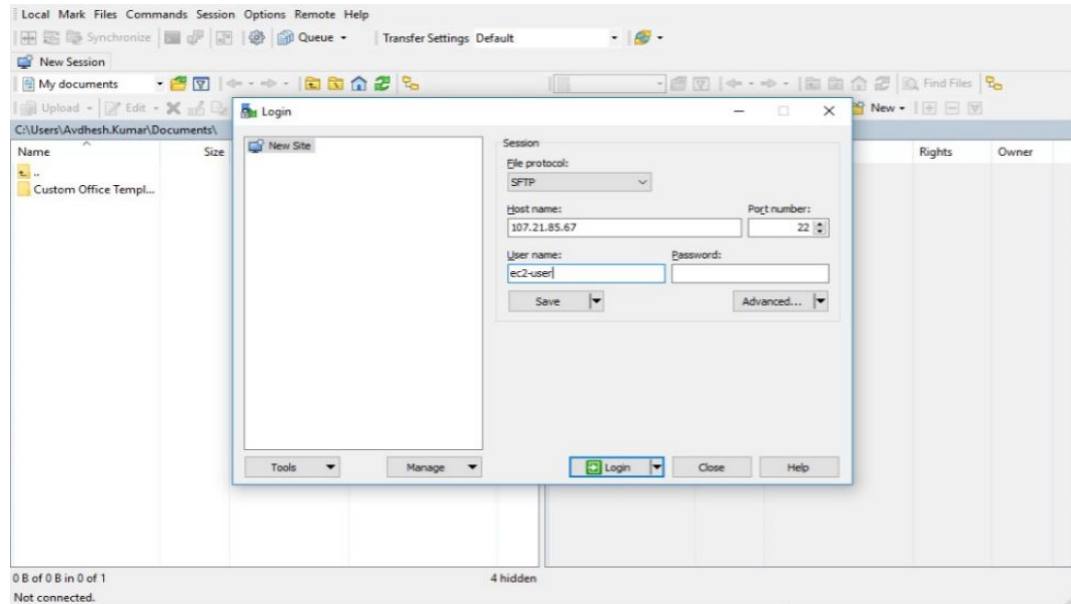 Local Mark Files Commands Session Options Remote Help
Synchronize Queue Transfer Settings Default
New Session
My documents Find Files
Upload Edit New
C:\Users\Avdhesh.Kumar\Documents\
Name Size Rights Owner
..
Custom Office Templ...
Login
New Site
Session
File protocol:
SFTP
Host name: Port number:
107.21.85.67 22
User name: Password:
ec2-user
Save Advanced...
Tools Manage Login Close Help
0 B of 0 B in 0 of 1 4 hidden
Not connected.